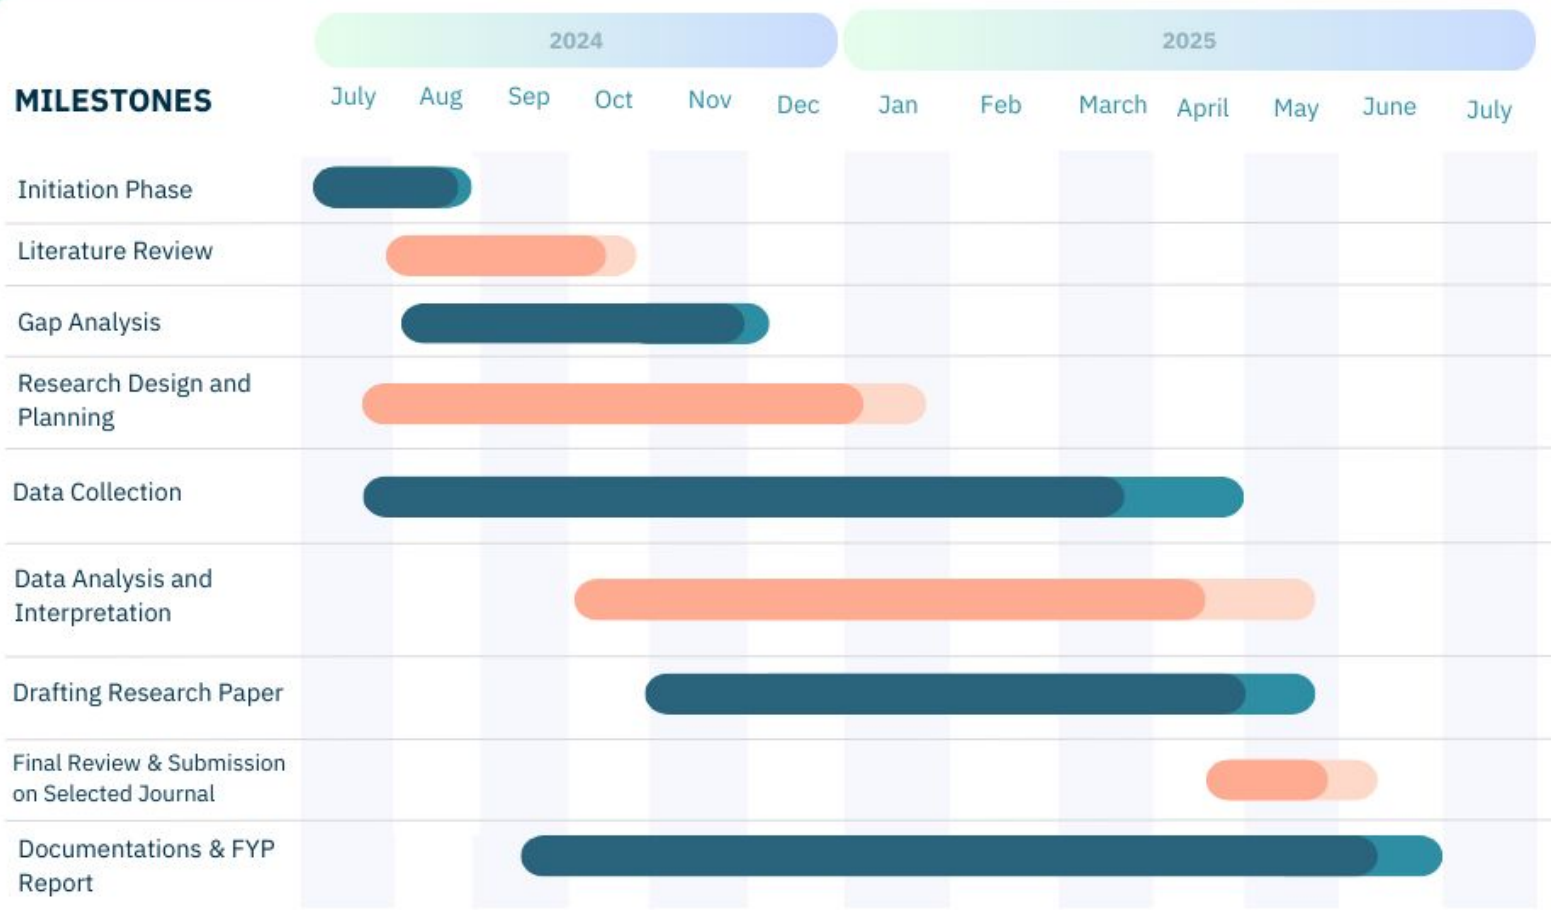 2024 2025
MILESTONES July Aug Sep Oct Nov Dec Jan Feb March April May June July
Initiation Phase
Literature Review
Gap Analysis
Research Design and
Planning
Data Collection
Data Analysis and
Interpretation
Drafting Research Paper
Final Review & Submission
on Selected Journal
Documentations & FYP
Report